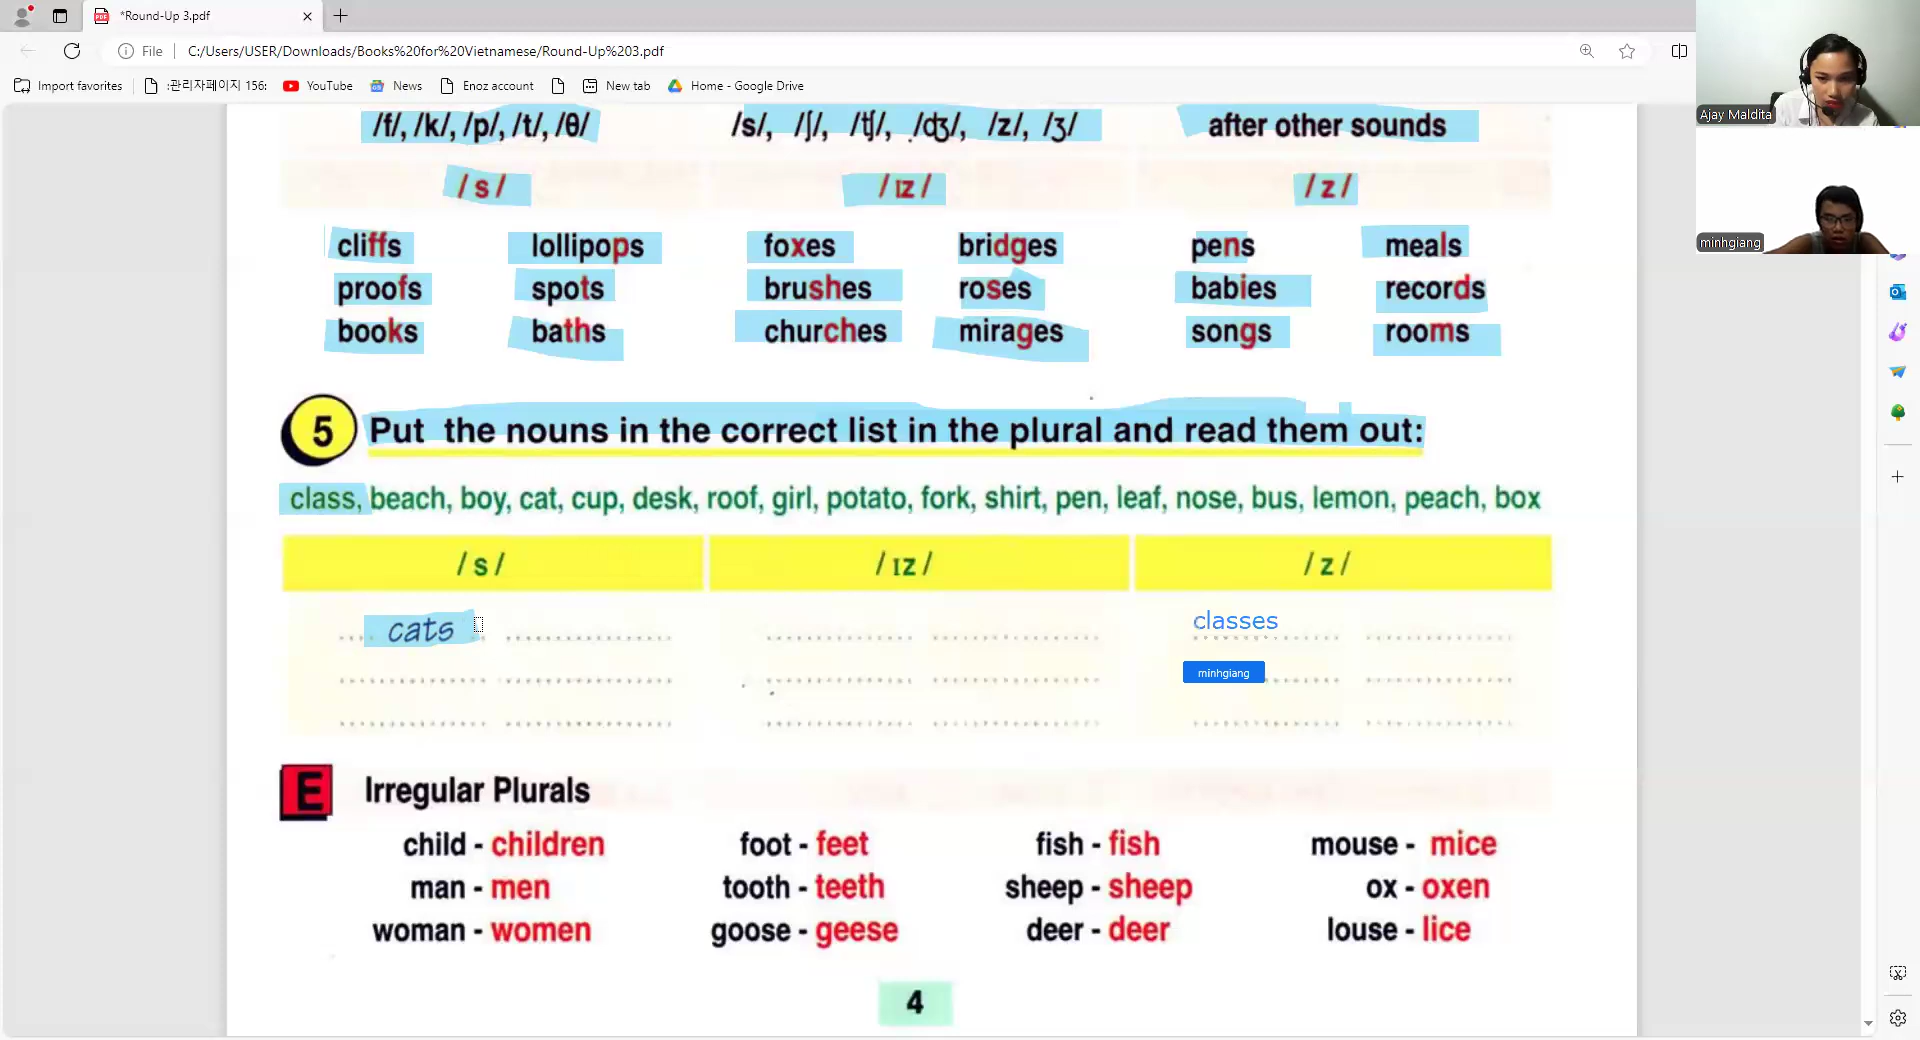 *Round-Up 3.pdf
File C:/Users/USER/Downloads/Books%20for%20Vietnamese/Round-Up%203.pdf
Import favorites :관리자페이지 156: YouTube News Enoz account New tab Home - Google Drive
Ajay Maldita
minhgiang
/f/, /k/, /p/, /t/, /θ/ /s/, /ʃ/, /tʃ/, /dʒ/, /z/, /ʒ/ after other sounds
/ s / / ɪz / / z /
cliffs lollipops foxes bridges pens meals
proofs spots brushes roses babies records
books baths churches mirages songs rooms
5 Put the nouns in the correct list in the plural and read them out:
class, beach, boy, cat, cup, desk, roof, girl, potato, fork, shirt, pen, leaf, nose, bus, lemon, peach, box
/ s / / ɪz / / z /
cats classes
minhgiang
E Irregular Plurals
child - children foot - feet fish - fish mouse - mice
man - men tooth - teeth sheep - sheep ox - oxen
woman - women goose - geese deer - deer louse - lice
4